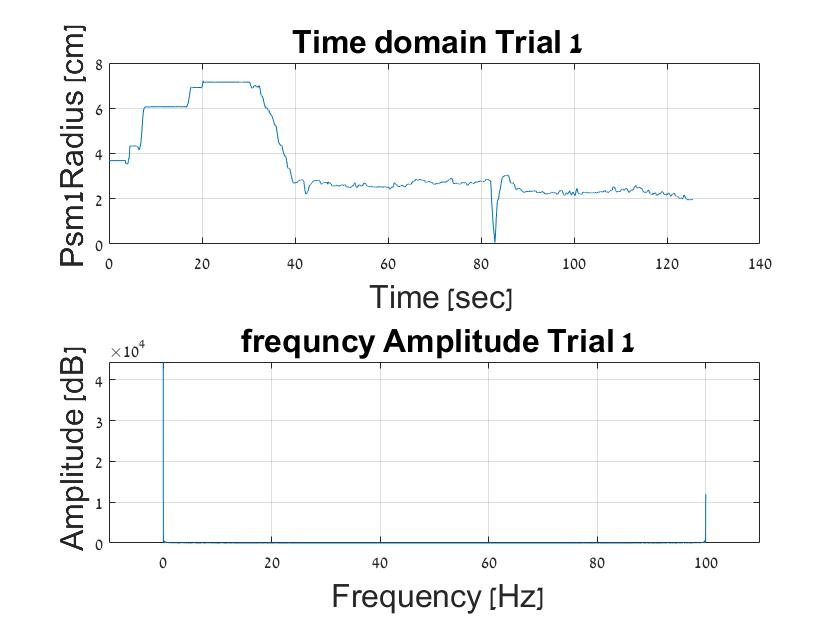 Time domain Trial 1
Psm1Radius [cm]
8
6
4
2
0
0 20 40 60 80 100 120 140
Time [sec]
frequncy Amplitude Trial 1
×10⁴
Amplitude [dB]
4
3
2
1
0
0 20 40 60 80 100
Frequency [Hz]